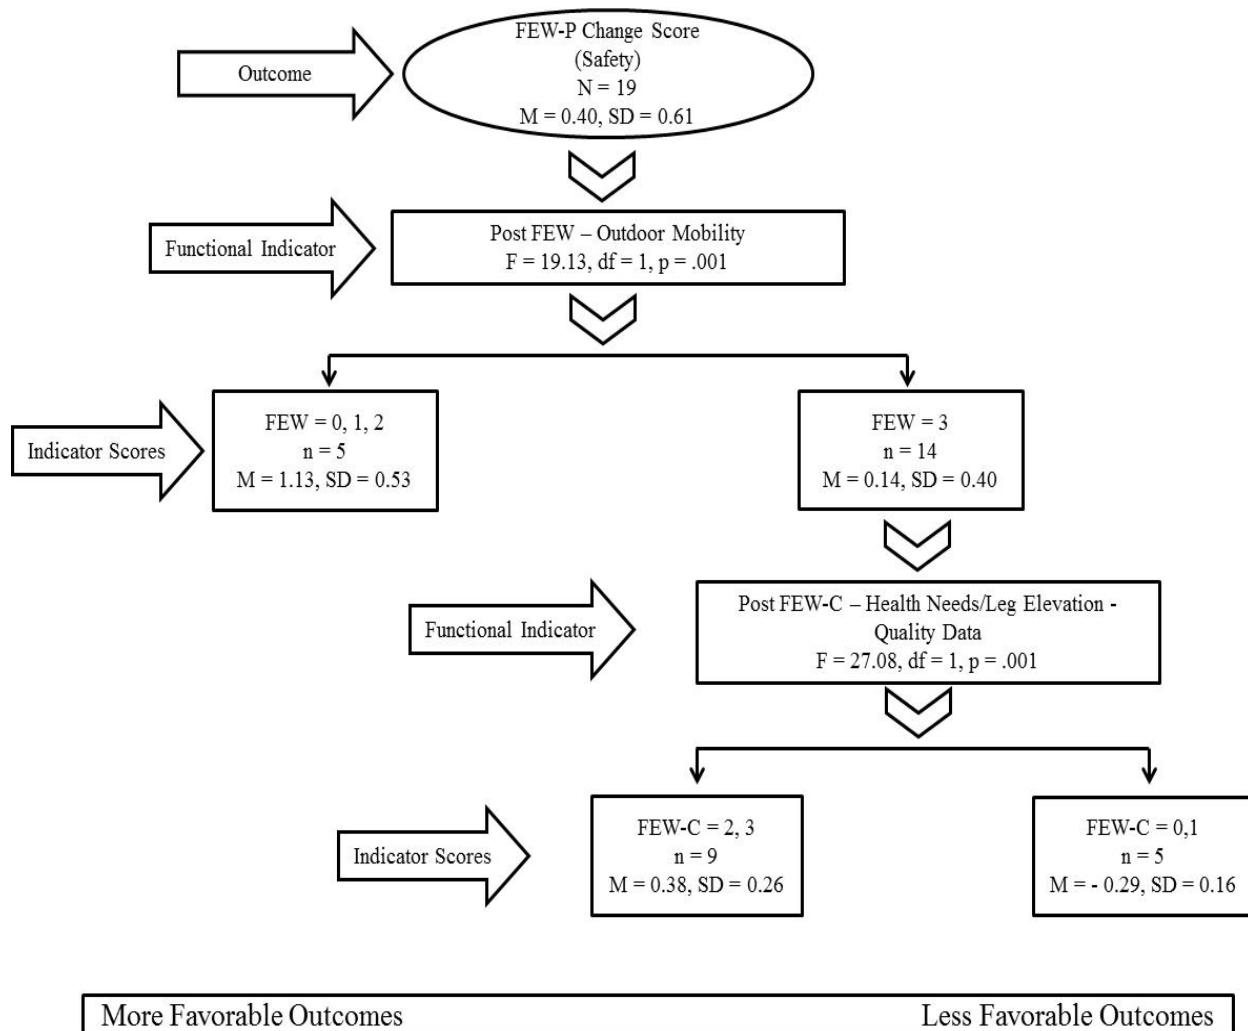 FEW-P Change Score
(Safety)
N = 19
M = 0.40, SD = 0.61
Outcome
Post FEW – Outdoor Mobility
F = 19.13, df = 1, p = .001
Functional Indicator
FEW = 0, 1, 2
n = 5
M = 1.13, SD = 0.53
FEW = 3
n = 14
M = 0.14, SD = 0.40
Indicator Scores
Post FEW-C – Health Needs/Leg Elevation -
Quality Data
F = 27.08, df = 1, p = .001
Functional Indicator
FEW-C = 2, 3
n = 9
M = 0.38, SD = 0.26
FEW-C = 0,1
n = 5
M = - 0.29, SD = 0.16
Indicator Scores
More Favorable Outcomes
Less Favorable Outcomes